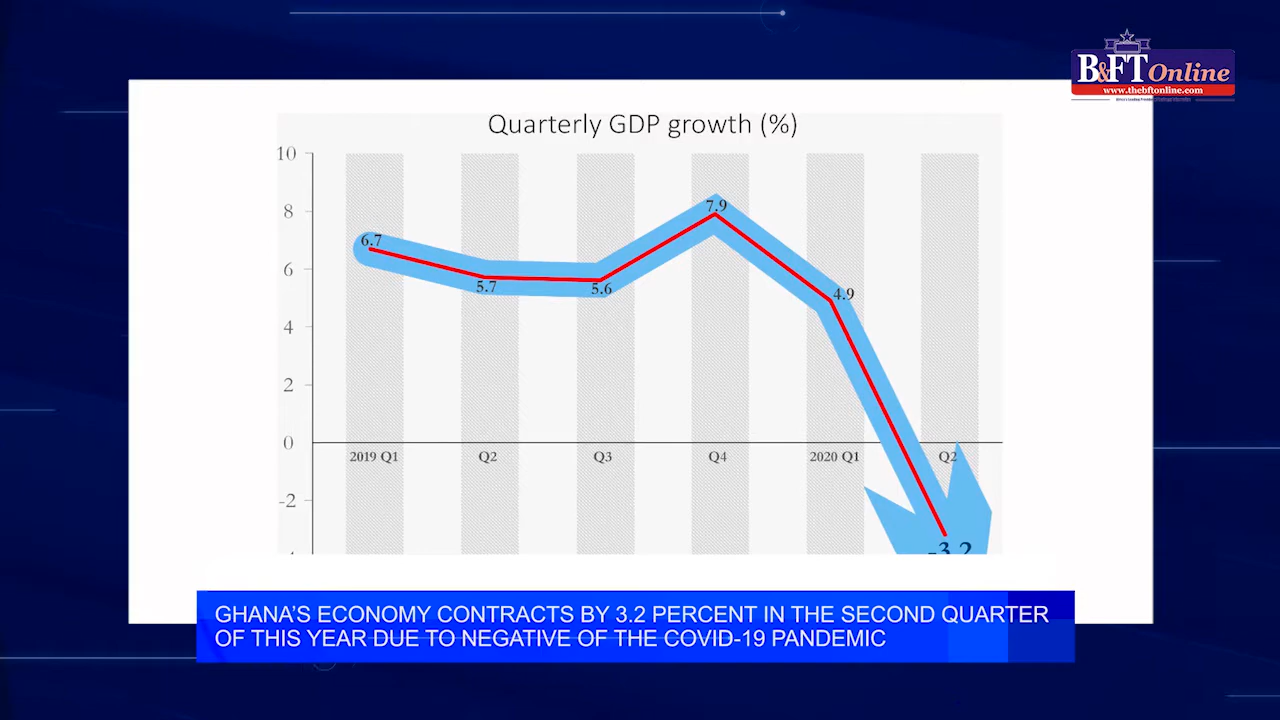 B&FT Online
www.thebftonline.com
Quarterly GDP growth (%)
10
8
6
4
2
0
-2
6.7
5.7
5.6
7.9
4.9
-3.2
2019 Q1
Q2
Q3
Q4
2020 Q1
Q2
GHANA'S ECONOMY CONTRACTS BY 3.2 PERCENT IN THE SECOND QUARTER
OF THIS YEAR DUE TO NEGATIVE OF THE COVID-19 PANDEMIC